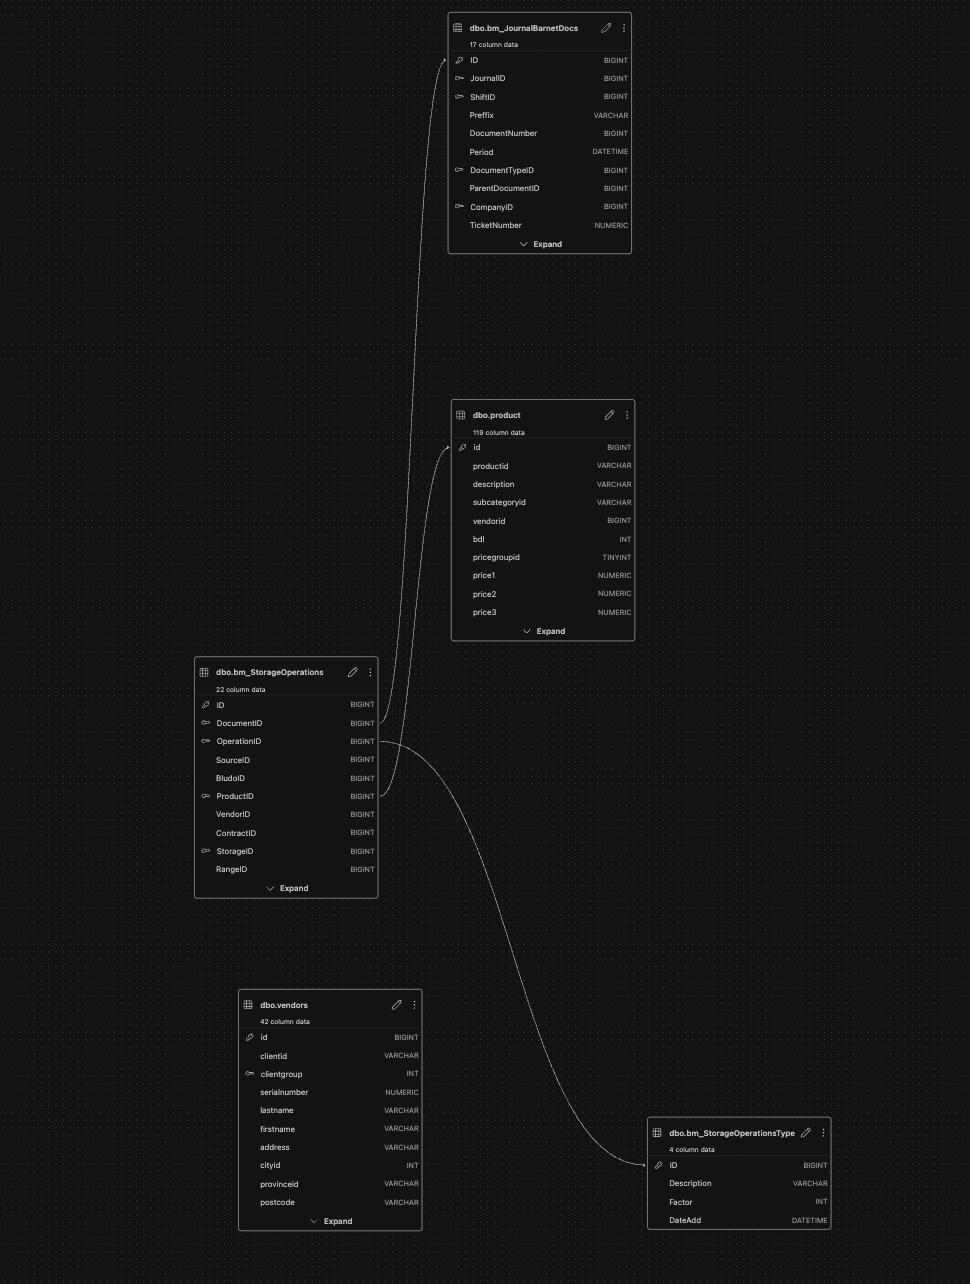 dbo.bm_JournalBarnetDocs
17 column data
ID BIGINT
JournalID BIGINT
ShiftID BIGINT
Preffix VARCHAR
DocumentNumber BIGINT
Period DATETIME
DocumentTypeID BIGINT
ParentDocumentID BIGINT
CompanyID BIGINT
TicketNumber NUMERIC
Expand
dbo.product
119 column data
id BIGINT
productid VARCHAR
description VARCHAR
subcategoryid VARCHAR
vendorid BIGINT
bdl INT
pricegroupid TINYINT
price1 NUMERIC
price2 NUMERIC
price3 NUMERIC
Expand
dbo.bm_StorageOperations
22 column data
ID BIGINT
DocumentID BIGINT
OperationID BIGINT
SourceID BIGINT
BludoID BIGINT
ProductID BIGINT
VendorID BIGINT
ContractID BIGINT
StorageID BIGINT
RangeID BIGINT
Expand
dbo.vendors
42 column data
id BIGINT
clientid VARCHAR
clientgroup INT
serialnumber NUMERIC
lastname VARCHAR
firstname VARCHAR
address VARCHAR
cityid INT
provinceid VARCHAR
postcode VARCHAR
Expand
dbo.bm_StorageOperationsType
4 column data
ID BIGINT
Description VARCHAR
Factor INT
DateAdd DATETIME